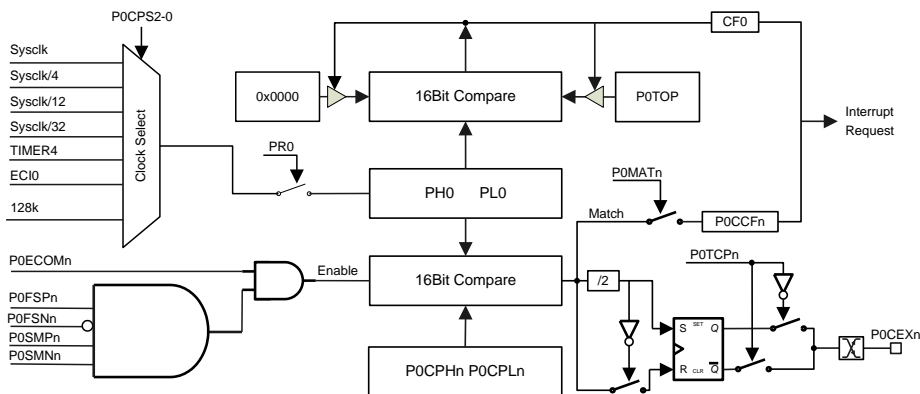 P0CPS2-0
CF0
Sysclk
Sysclk/4
Sysclk/12
Sysclk/32
TIMER4
ECI0
128k
Clock Select
0x0000
16Bit Compare
P0TOP
Interrupt
Request
PR0
PH0 PL0
P0MATn
Match
P0CCFn
P0ECOMn
Enable
16Bit Compare
/2
P0TCPn
P0FSPn
P0FSNn
P0SMPn
P0SMNn
P0CPHn P0CPLn
S SET Q
R CLR Q
P0CEXn